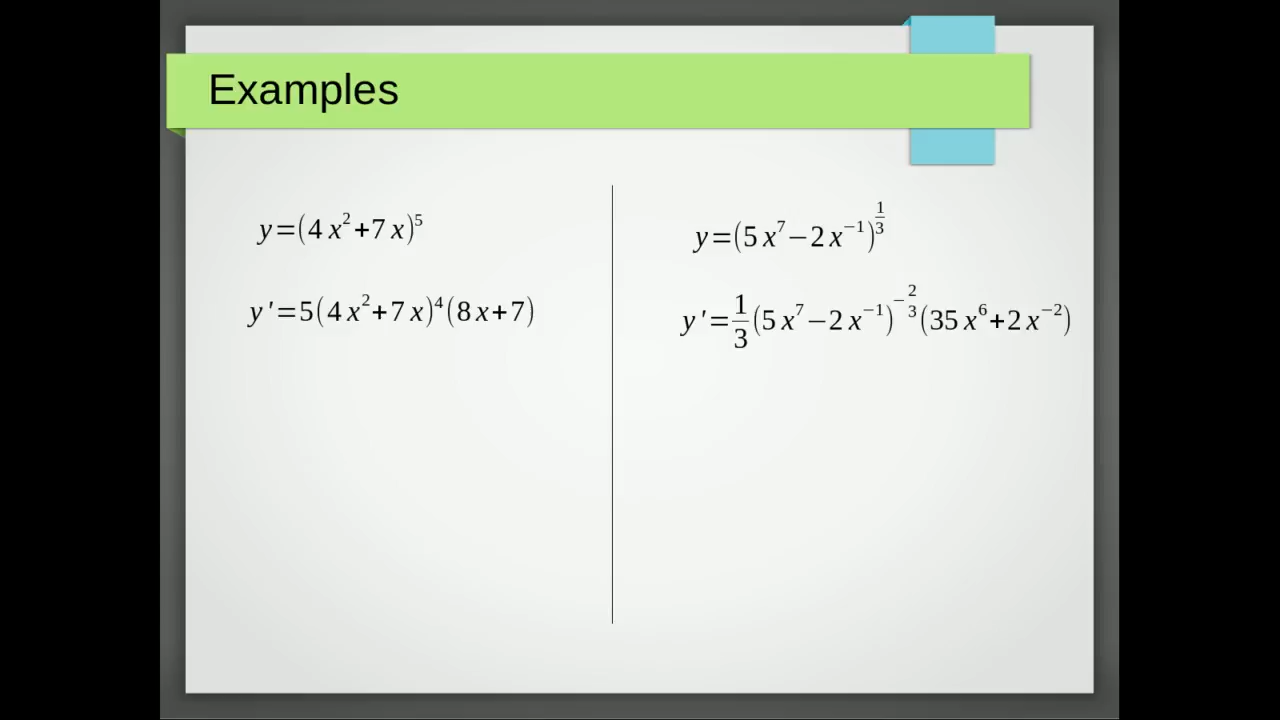 Examples
y=(4x²+7x)⁵
y'=5(4x²+7x)⁴(8x+7)
y=(5x⁷−2x⁻¹)^(1/3)
y'=1/3(5x⁷−2x⁻¹)^(−2/3)(35x⁶+2x⁻²)